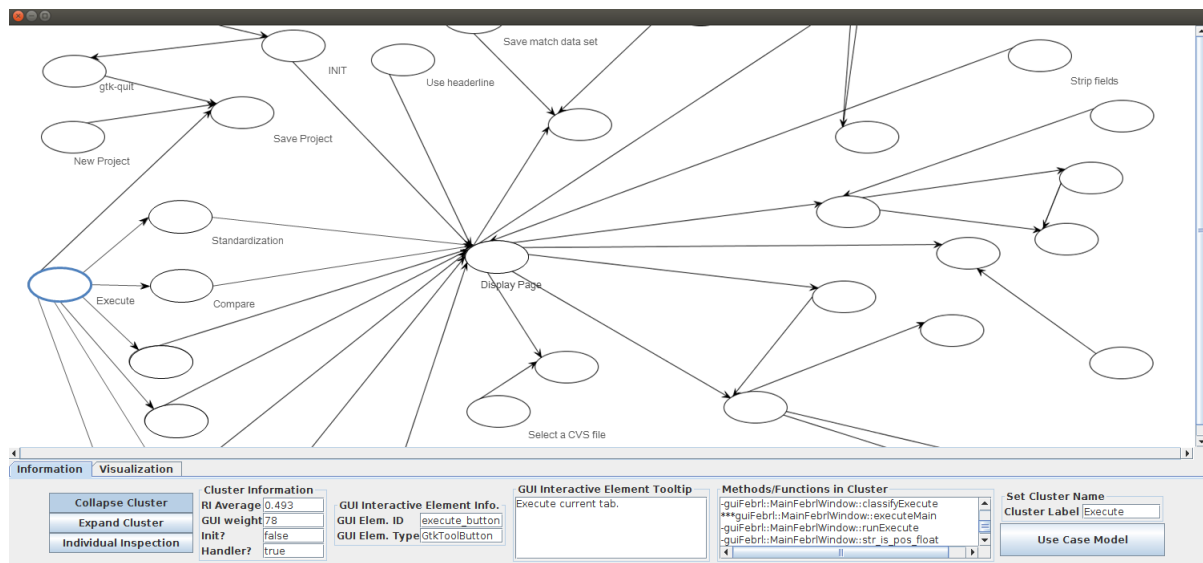 Save match data set
INIT
Use headerline
Strip fields
gtk-quit
Save Project
New Project
Standardization
Display Page
Execute
Compare
Select a CVS file
Information
Visualization
Collapse Cluster
Expand Cluster
Individual Inspection
Cluster Information
RI Average 0.493
GUI weight 78
Init? false
Handler? true
GUI Interactive Element Info.
GUI Elem. ID execute_button
GUI Elem. Type GtkToolButton
GUI Interactive Element Tooltip
Execute current tab.
Methods/Functions in Cluster
-guiFebrl::MainFebrlWindow::classifyExecute
***guiFebrl::MainFebrlWindow::executeMain
-guiFebrl::MainFebrlWindow::runExecute
-guiFebrl::MainFebrlWindow::str_is_pos_float
Set Cluster Name
Cluster Label Execute
Use Case Model